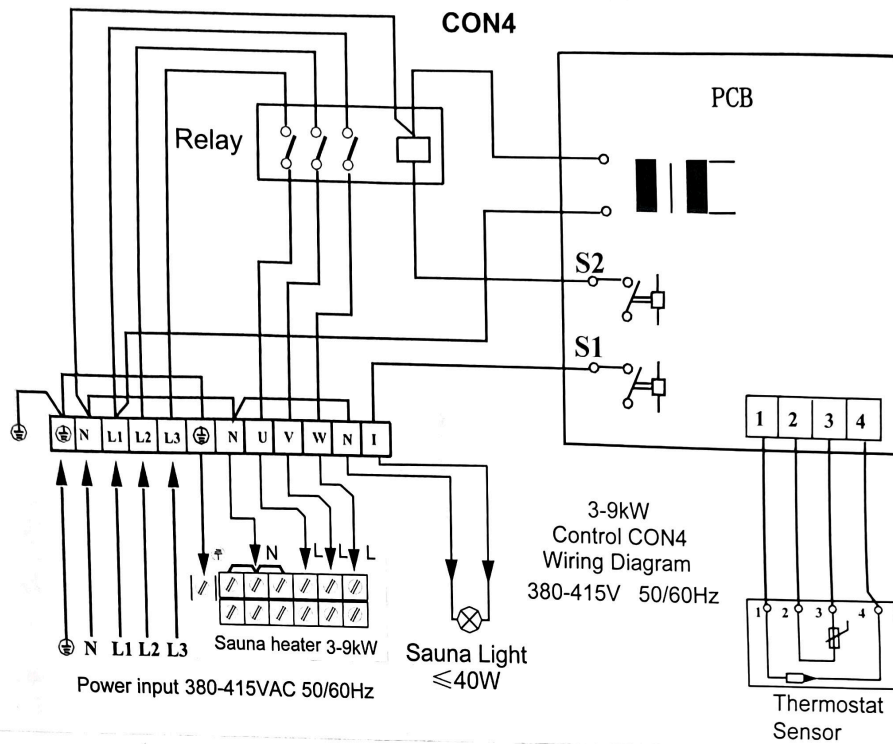 CON4
PCB
Relay
S2
S1
N L1 L2 L3 N U V W N I
1 2 3 4
N L L L
3-9kW
Control CON4
Wiring Diagram
380-415V 50/60Hz
1 2 3 4
Sauna heater 3-9kW
N L1 L2 L3
Sauna Light
≤40W
Power input 380-415VAC 50/60Hz
Thermostat
Sensor